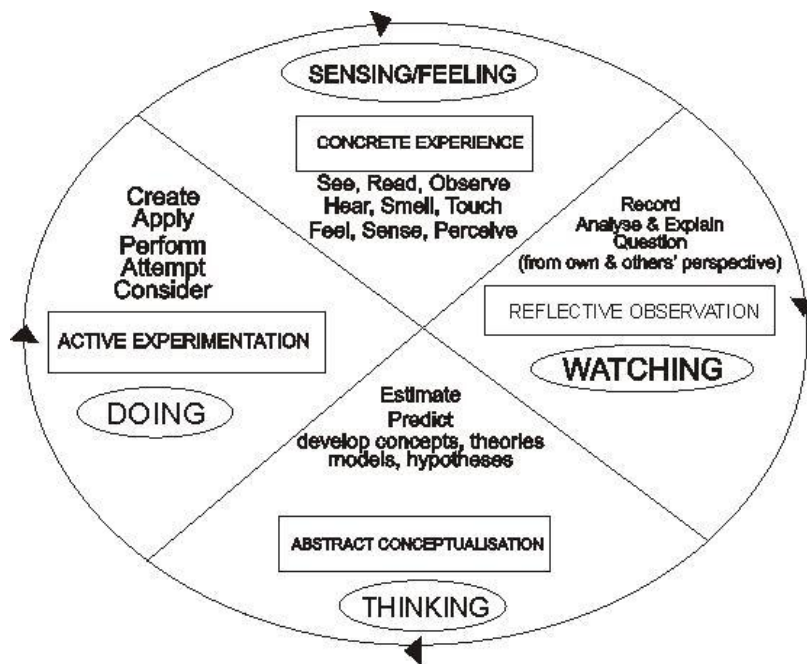 SENSING/FEELING
CONCRETE EXPERIENCE
See, Read, Observe
Hear, Smell, Touch
Feel, Sense, Perceive
Create
Apply
Perform
Attempt
Consider
ACTIVE EXPERIMENTATION
DOING
Record
Analyse & Explain
Question
(from own & others' perspective)
REFLECTIVE OBSERVATION
WATCHING
Estimate
Predict
develop concepts, theories
models, hypotheses
ABSTRACT CONCEPTUALISATION
THINKING